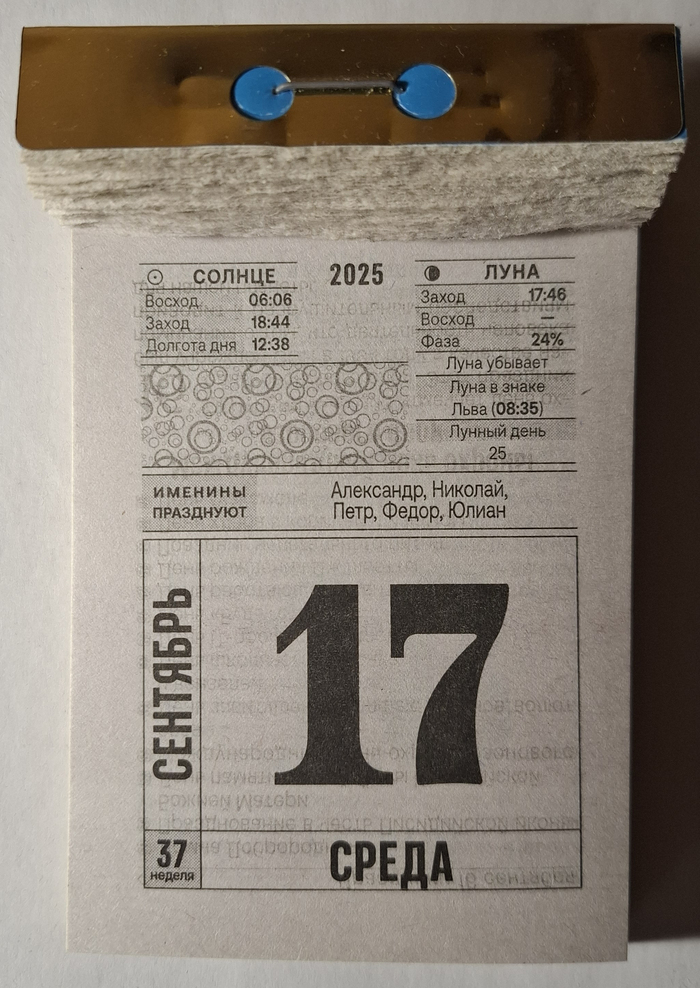 СОЛНЦЕ
Восход 06:06
Заход 18:44
Долгота дня 12:38
2025
ЛУНА
Заход 17:46
Восход —
Фаза 24%
Луна убывает
Луна в знаке
Льва (08:35)
Лунный день
25
ИМЕНИНЫ
ПРАЗДНУЮТ
Александр, Николай,
Петр, Федор, Юлиан
СЕНТЯБРЬ
17
37
неделя
СРЕДА